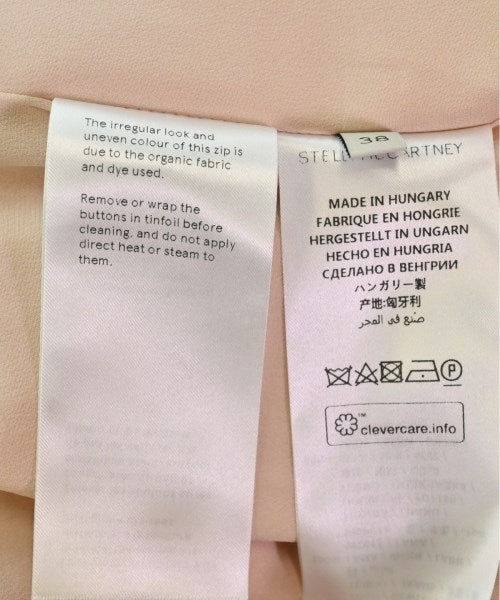 The irregular look and
uneven colour of this zip is
due to the organic fabric
and dye used.
Remove or wrap the
buttons in tinfoil before
cleaning, and do not apply
direct heat or steam to
them.
38
STELL McCARTNEY
MADE IN HUNGARY
FABRIQUE EN HONGRIE
HERGESTELLT IN UNGARN
HECHO EN HUNGRIA
СДЕЛАНО В ВЕНГРИИ
ハンガリー製
产地:匈牙利
صنع في المجر
P
™
clevercare.info